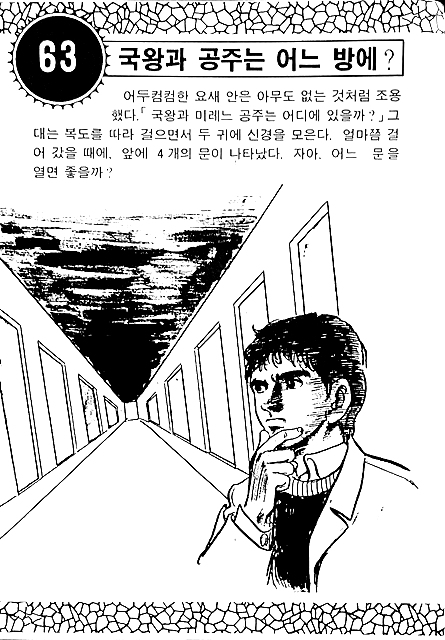 63
국왕과 공주는 어느 방에?
어두컴컴한 요새 안은 아무도 없는 것처럼 조용
했다.「국왕과 미레느 공주는 어디에 있을까?」그
대는 복도를 따라 걸으면서 두 귀에 신경을 모은다. 얼마쯤 걸
어 갔을 때에, 앞에 4개의 문이 나타났다. 자아, 어느 문을
열면 좋을까?